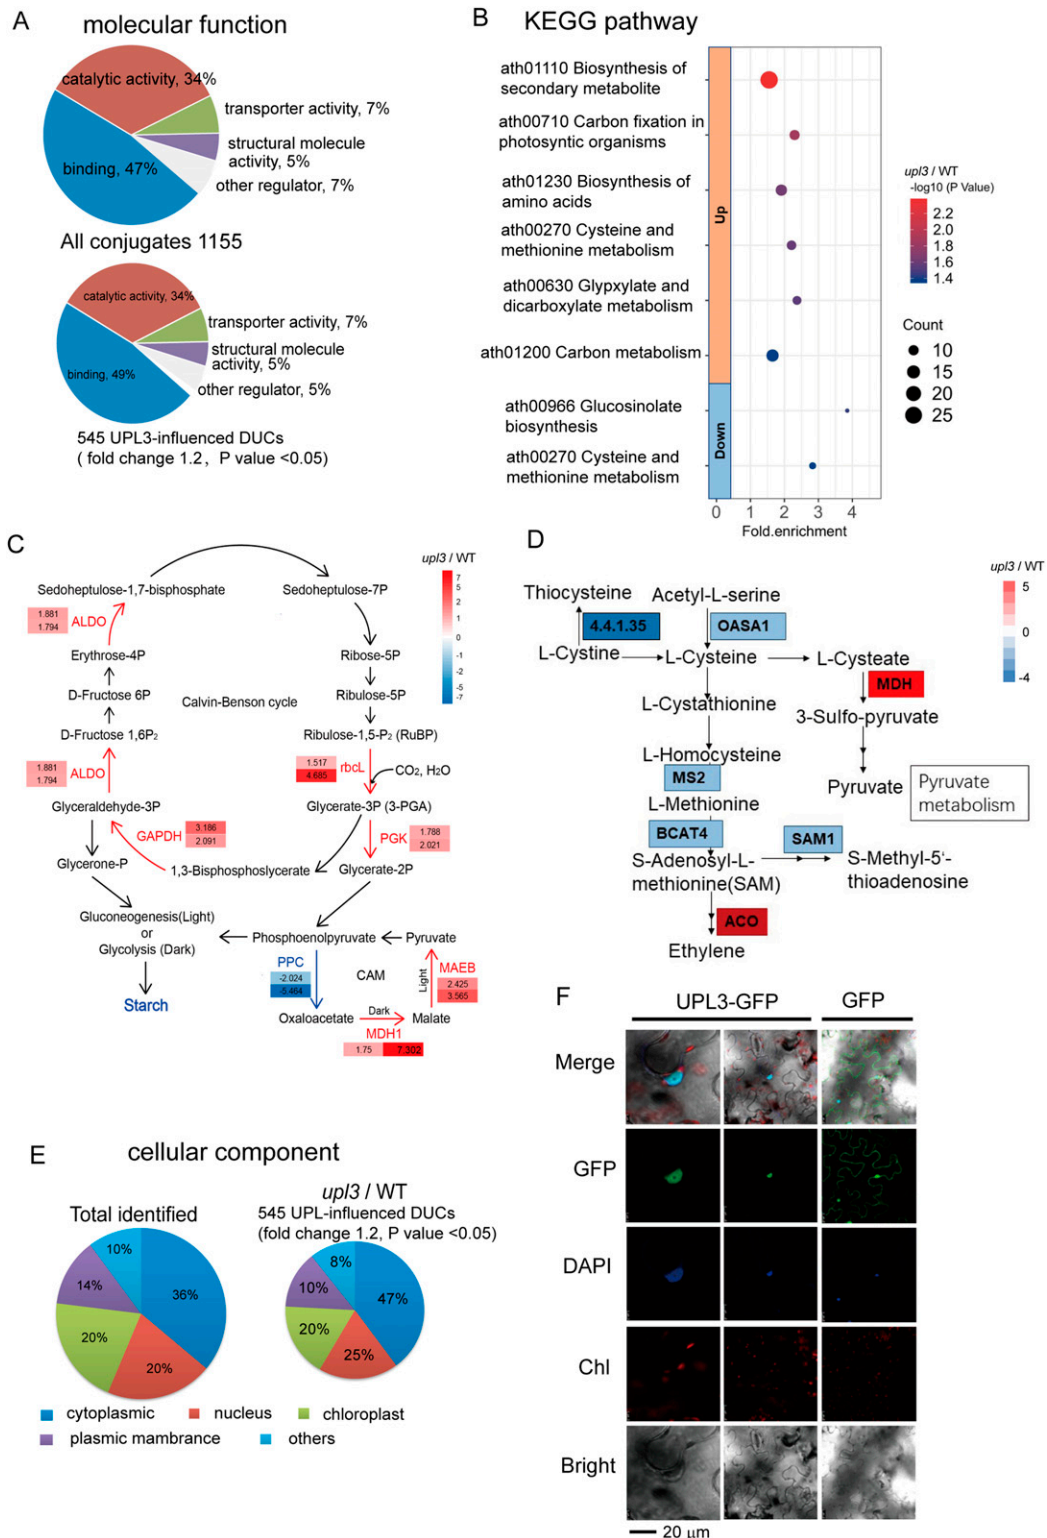 A
molecular function
catalytic activity, 34%
transporter activity, 7%
structural molecule
activity, 5%
binding, 47%
other regulator, 7%
All conjugates 1155
catalytic activity, 34%
transporter activity, 7%
structural molecule
activity, 5%
binding, 49%
other regulator, 5%
545 UPL3-influenced DUCs
( fold change 1.2, P value <0.05)
B
KEGG pathway
ath01110 Biosynthesis of
secondary metabolite
ath00710 Carbon fixation in
photosyntic organisms
ath01230 Biosynthesis of
amino acids
ath00270 Cysteine and
methionine metabolism
ath00630 Glypxylate and
dicarboxylate metabolism
ath01200 Carbon metabolism
ath00966 Glucosinolate
biosynthesis
ath00270 Cysteine and
methionine metabolism
Up
Down
0 1 2 3 4
Fold.enrichment
upl3 / WT
-log10 (P Value)
2.2
2.0
1.8
1.6
1.4
Count
10
15
20
25
C
upl3 / WT
7
5
2
1
0
-1
-2
-5
-7
Sedoheptulose-1,7-bisphosphate
Sedoheptulose-7P
1.881
1.794
ALDO
Erythrose-4P
Ribose-5P
D-Fructose 6P
Ribulose-5P
Calvin-Benson cycle
D-Fructose 1,6P2
Ribulose-1,5-P2 (RuBP)
1.881
1.794
ALDO
1.517
4.685
rbcL
CO2, H2O
Glyceraldehyde-3P
Glycerate-3P (3-PGA)
GAPDH
3.186
2.091
PGK
1.788
2.021
Glycerone-P
1,3-Bisphosphoslycerate
Glycerate-2P
Gluconeogenesis(Light)
or
Glycolysis (Dark)
Phosphoenolpyruvate
Pyruvate
PPC
-2.024
-5.464
CAM
Light
MAEB
2.425
3.565
Starch
Oxaloacetate
Dark
Malate
MDH1
1.75 7.302
D
upl3 / WT
5
0
-4
Thiocysteine
Acetyl-L-serine
4.4.1.35
OASA1
L-Cystine
L-Cysteine
L-Cysteate
MDH
L-Cystathionine
3-Sulfo-pyruvate
L-Homocysteine
MS2
Pyruvate
Pyruvate
metabolism
L-Methionine
BCAT4
SAM1
S-Adenosyl-L-
methionine(SAM)
S-Methyl-5'-
thioadenosine
ACO
Ethylene
E
cellular component
Total identified
upl3 / WT
545 UPL-influenced DUCs
(fold change 1.2, P value <0.05)
10%
14%
36%
20%
20%
8%
10%
47%
20%
25%
cytoplasmic
nucleus
chloroplast
plasmic mambrance
others
F
UPL3-GFP
GFP
Merge
GFP
DAPI
Chl
Bright
20 μm